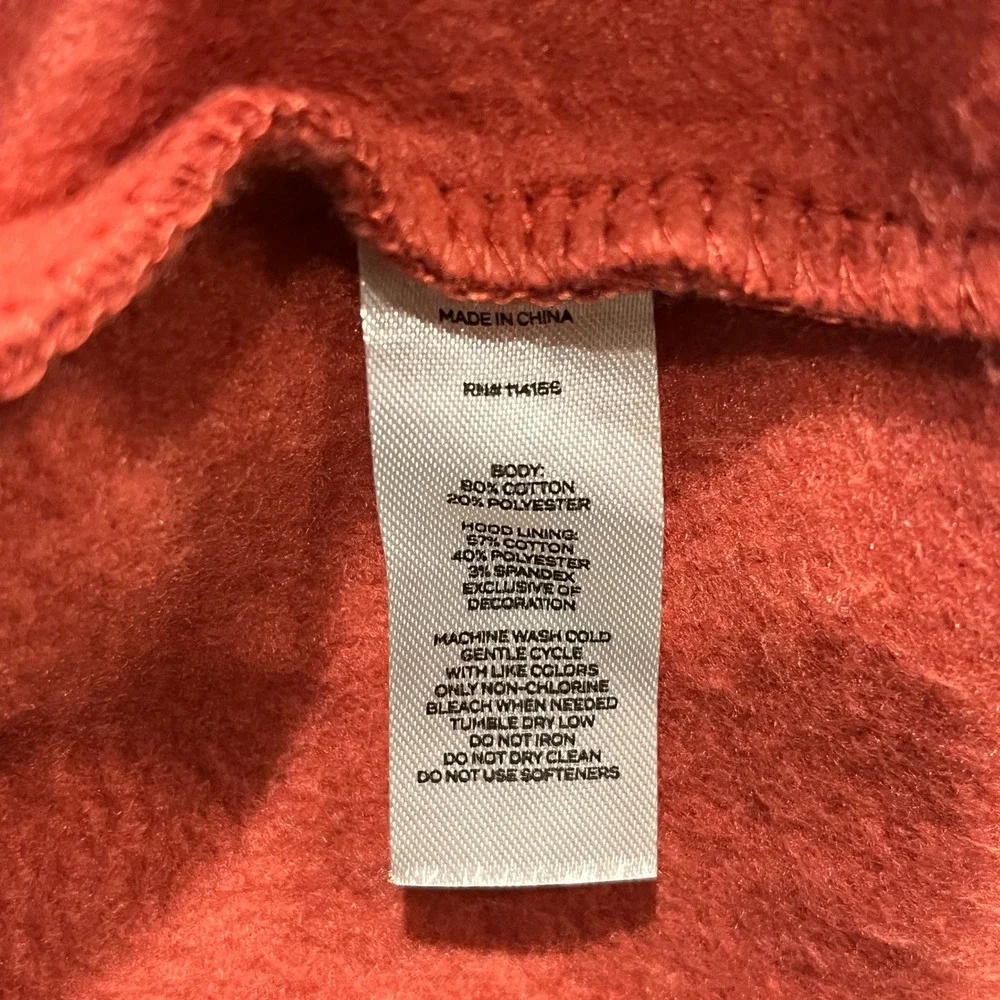 MADE IN CHINA
RN# 114156
BODY:
80% COTTON
20% POLYESTER
HOOD LINING:
57% COTTON
40% POLYESTER
3% SPANDEX
EXCLUSIVE OF
DECORATION
MACHINE WASH COLD
GENTLE CYCLE
WITH LIKE COLORS
ONLY NON-CHLORINE
BLEACH WHEN NEEDED
TUMBLE DRY LOW
DO NOT IRON
DO NOT DRY CLEAN
DO NOT USE SOFTENERS